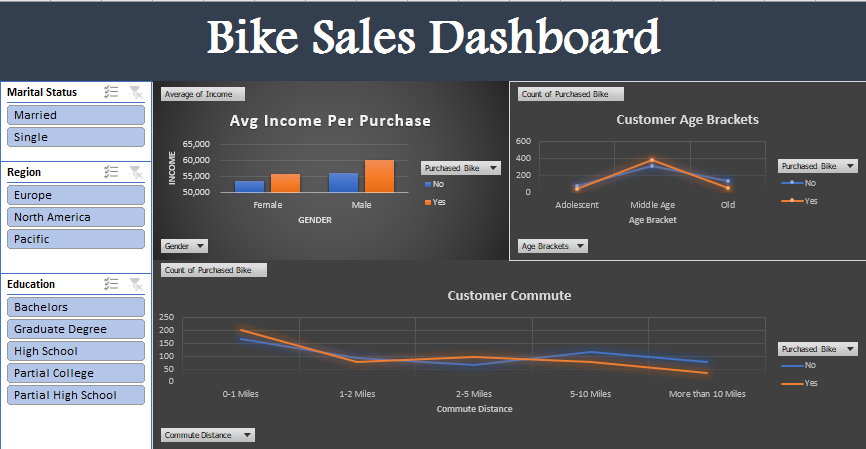 Bike Sales Dashboard
Marital Status
Married
Single
Region
Europe
North America
Pacific
Education
Bachelors
Graduate Degree
High School
Partial College
Partial High School
Average of Income
Avg Income Per Purchase
INCOME
65,000
60,000
55,000
50,000
Female Male
GENDER
Purchased Bike
No
Yes
Gender
Count of Purchased Bike
Customer Age Brackets
600
400
200
0
Adolescent Middle Age Old
Age Bracket
Purchased Bike
No
Yes
Age Brackets
Count of Purchased Bike
Customer Commute
250
200
150
100
50
0
0-1 Miles 1-2 Miles 2-5 Miles 5-10 Miles More than 10 Miles
Commute Distance
Purchased Bike
No
Yes
Commute Distance